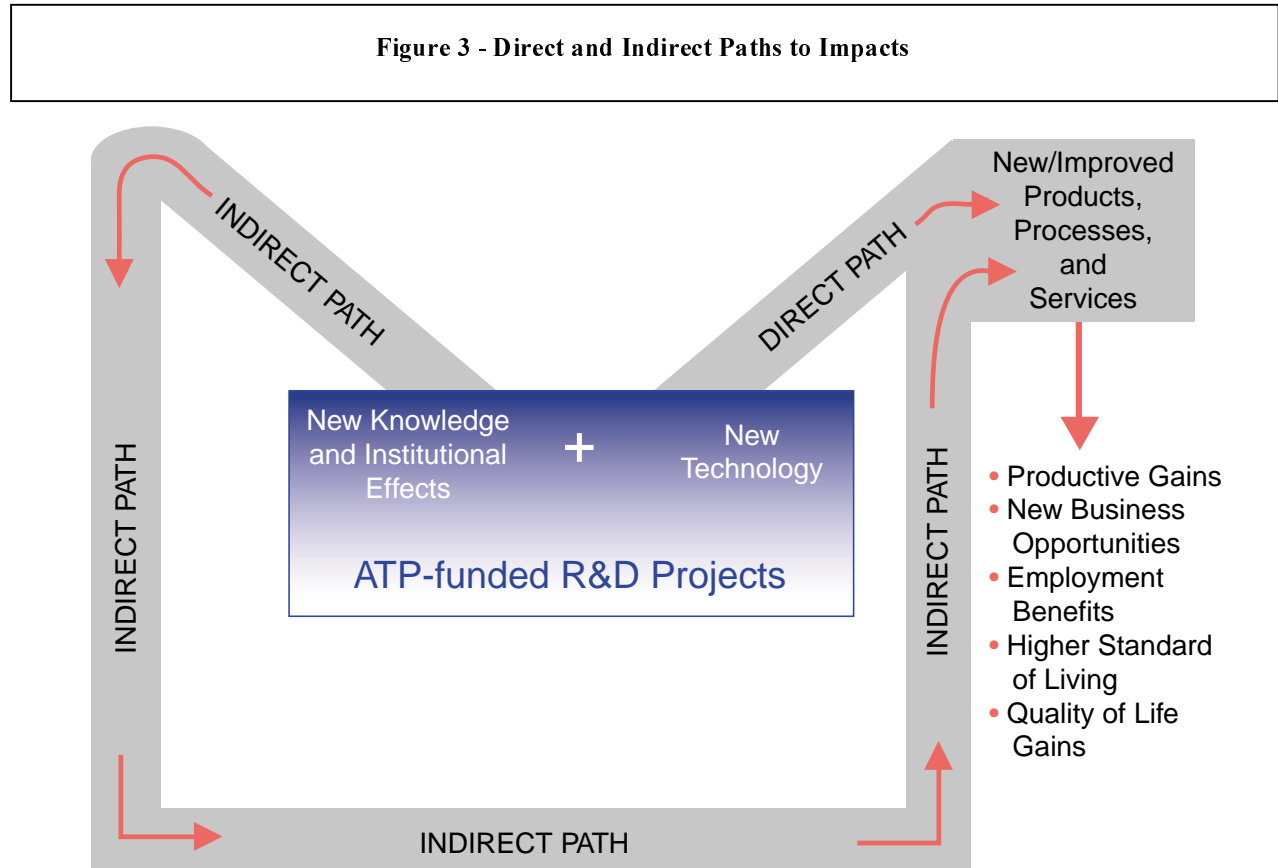 Figure 3 - Direct and Indirect Paths to Impacts
INDIRECT PATH
DIRECT PATH
New/Improved
Products,
Processes,
and
Services
INDIRECT PATH
New Knowledge
and Institutional
Effects
+
New
Technology
ATP-funded R&D Projects
INDIRECT PATH
• Productive Gains
• New Business
Opportunities
• Employment
Benefits
• Higher Standard
of Living
• Quality of Life
Gains
INDIRECT PATH